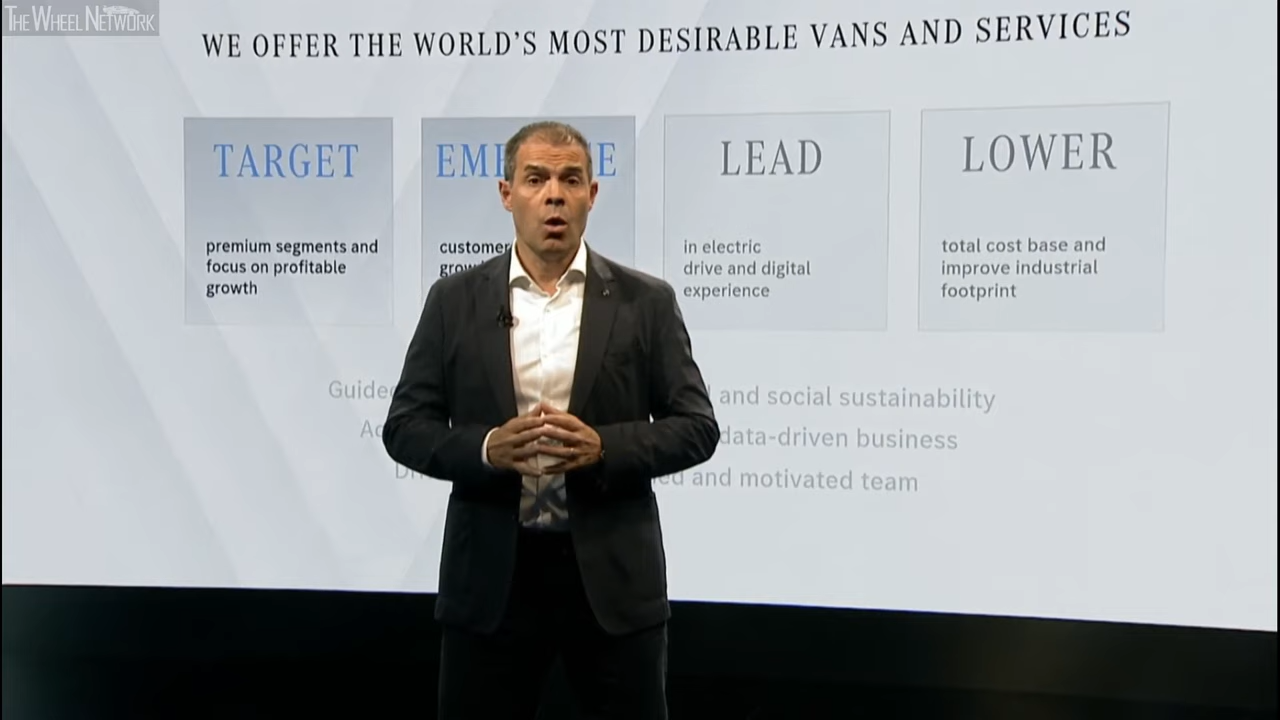 THE WHEEL NETWORK
WE OFFER THE WORLD'S MOST DESIRABLE VANS AND SERVICES
TARGET
premium segments and
focus on profitable
growth
customer
LEAD
in electric
drive and digital
experience
LOWER
total cost base and
improve industrial
footprint
and social sustainability
data-driven business
and motivated team